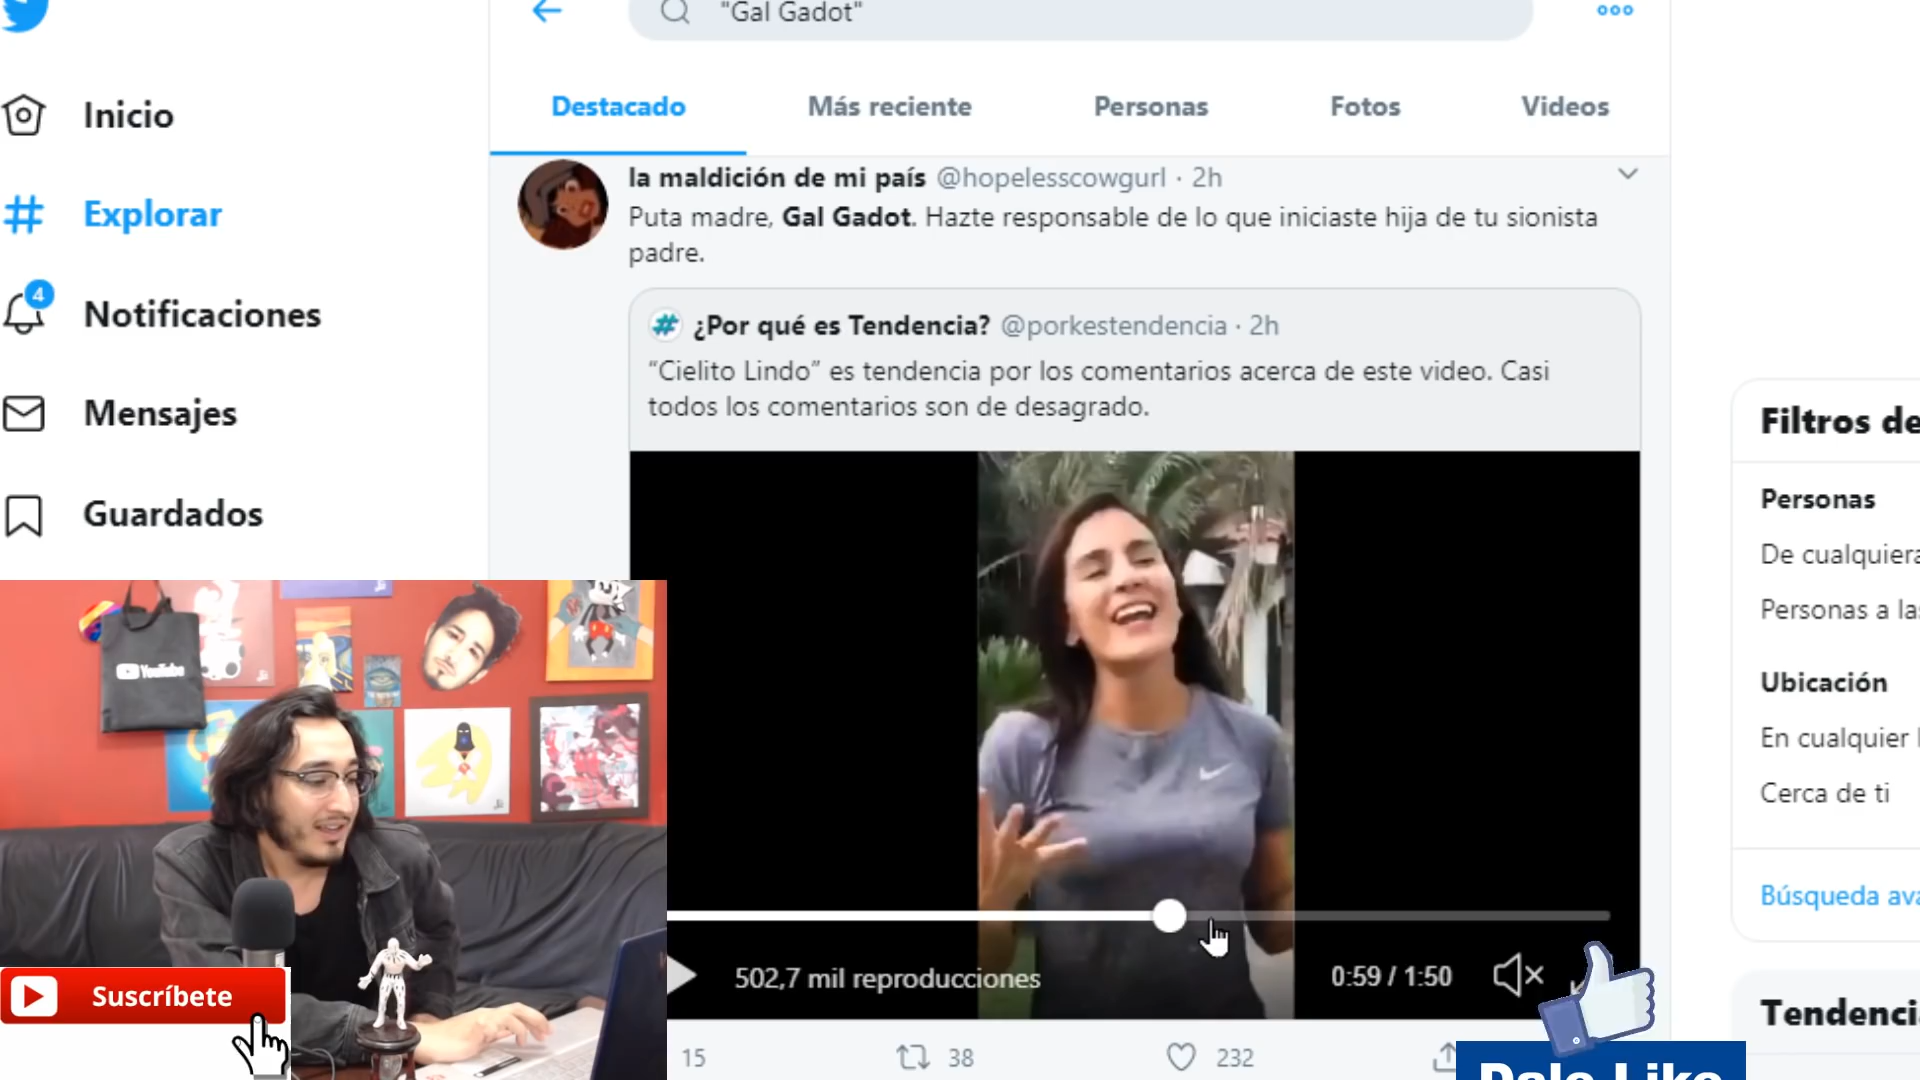 "Gal Gadot"
Destacado
Más reciente
Personas
Fotos
Videos
Inicio
Explorar
4
Notificaciones
Mensajes
Guardados
la maldición de mi país @hopelesscowgurl · 2h
Puta madre, Gal Gadot. Hazte responsable de lo que iniciaste hija de tu sionista
padre.
¿Por qué es Tendencia? @porkestendencia · 2h
“Cielito Lindo” es tendencia por los comentarios acerca de este video. Casi
todos los comentarios son de desagrado.
502,7 mil reproducciones
0:59 / 1:50
15
38
232
Filtros de
Personas
De cualquiera
Personas a las
Ubicación
En cualquier l
Cerca de ti
Búsqueda ava
Tendenci
YouTube
Suscríbete
Dale Like